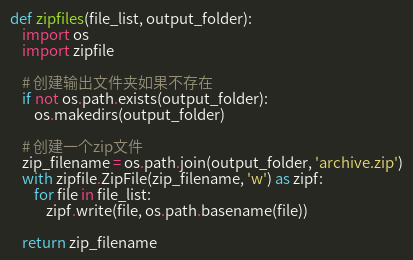 def zipfiles(file_list, output_folder):
    import os
    import zipfile

    # 创建输出文件夹如果不存在
    if not os.path.exists(output_folder):
        os.makedirs(output_folder)

    # 创建一个zip文件
    zip_filename = os.path.join(output_folder, 'archive.zip')
    with zipfile.ZipFile(zip_filename, 'w') as zipf:
        for file in file_list:
            zipf.write(file, os.path.basename(file))

    return zip_filename